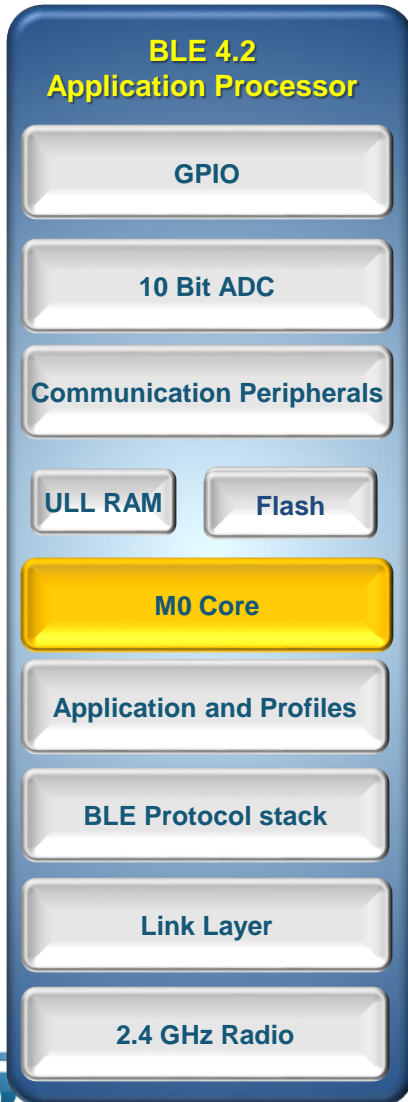 BLE 4.2
Application Processor
GPIO
10 Bit ADC
Communication Peripherals
ULL RAM
Flash
M0 Core
Application and Profiles
BLE Protocol stack
Link Layer
2.4 GHz Radio